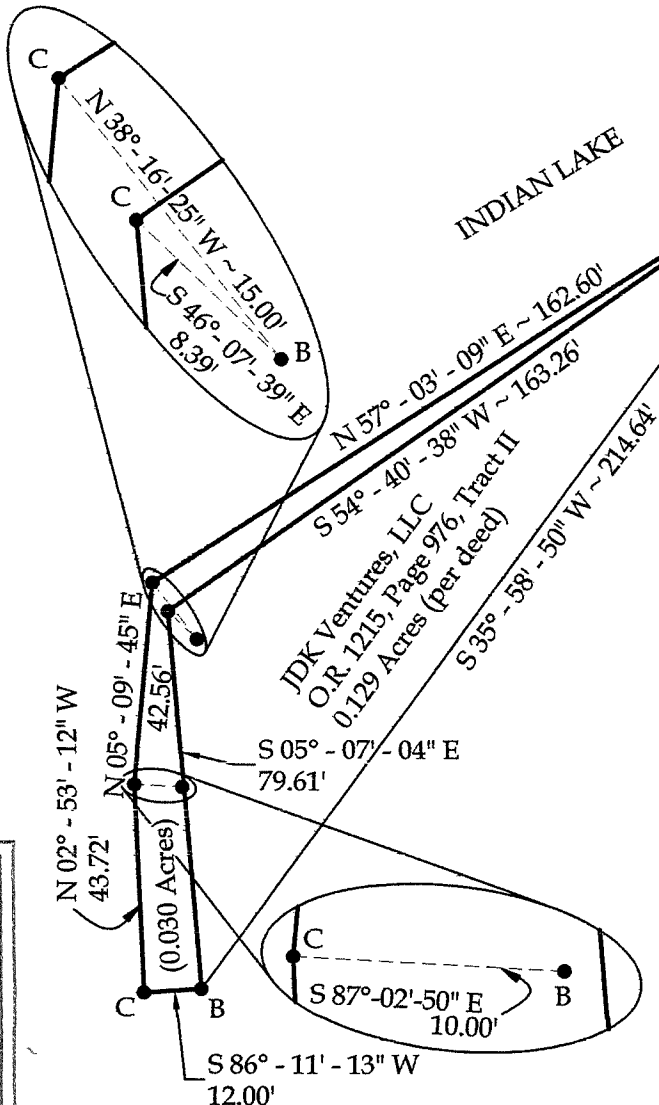 C
N 38° - 16' - 25" W ~ 15.00'
C
S 46° - 07' - 39" E
8.39'
B
INDIAN LAKE
N 57° - 03' - 09" E ~ 162.60'
S 54° - 40' - 38" W ~ 163.26'
JDK Ventures, LLC
O.R. 1215, Page 976, Tract II
0.129 Acres (per deed)
S 35° - 58' - 50" W ~ 214.64'
N 05° - 09' - 45" E
42.56'
S 05° - 07' - 04" E
79.61'
N 02° - 53' - 12" W
43.72'
(0.030 Acres)
C
S 87°-02'-50" E
10.00'
B
C
B
S 86° - 11' - 13" W
12.00'